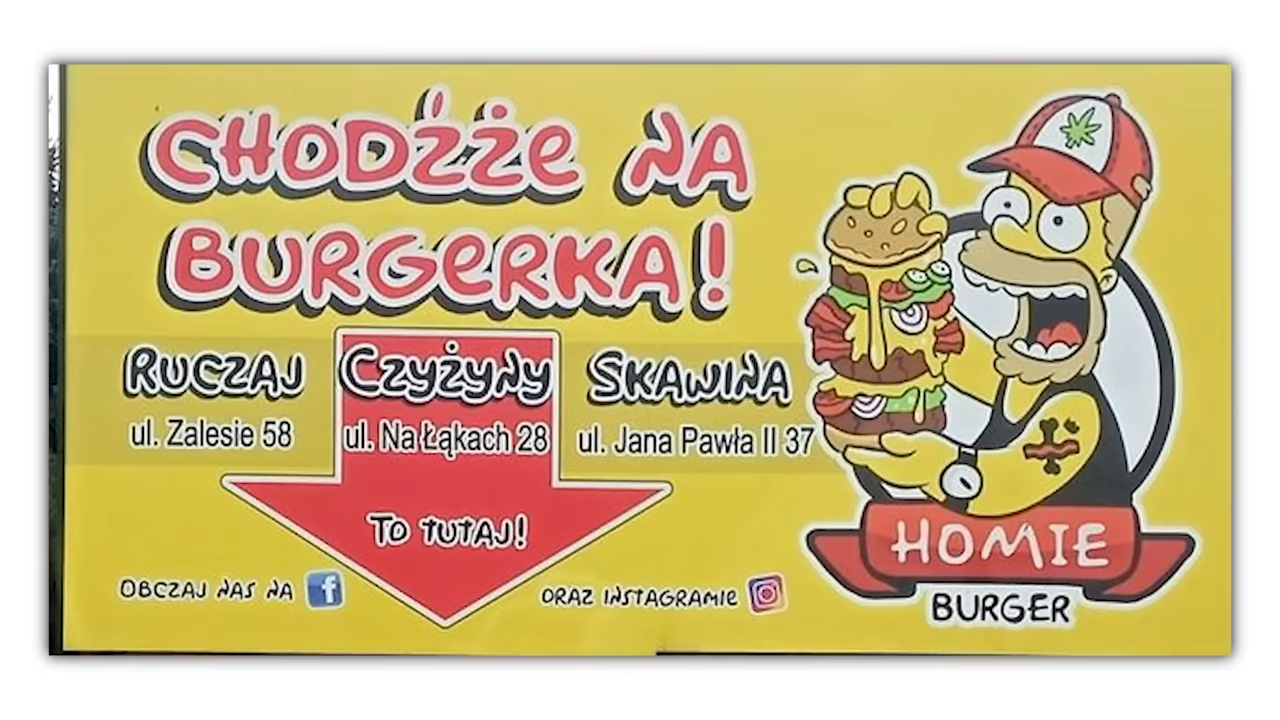 CHODŹŻE NA
BURGERKA!
RUCZAJ
ul. Zalesie 58
CZYŻYNY
ul. Na Łąkach 28
SKAWINA
ul. Jana Pawła II 37
TO TUTAJ!
OBCZAJ NAS NA
ORAZ INSTAGRAMIE
HOMIE
BURGER